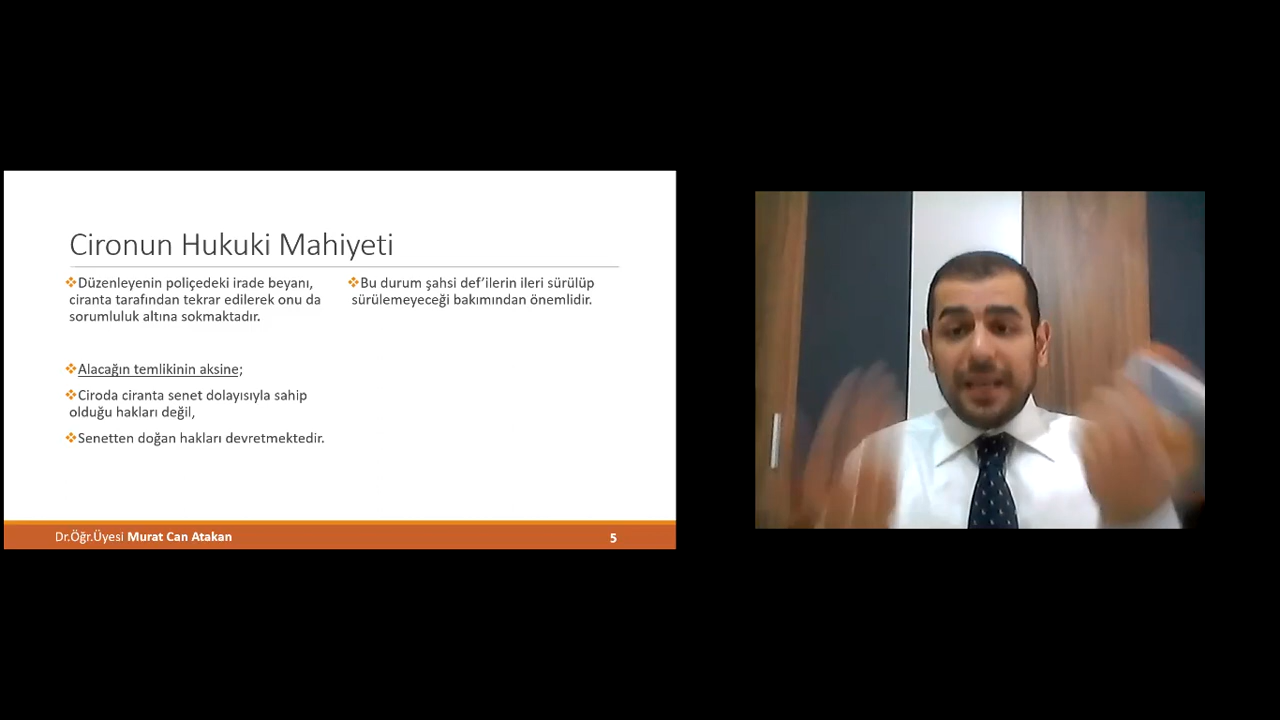 Cironun Hukuki Mahiyeti
Düzenleyenin poliçedeki irade beyanı,
ciranta tarafından tekrar edilerek onu da
sorumluluk altına sokmaktadır.
Alacağın temlikinin aksine;
Ciroda ciranta senet dolayısıyla sahip
olduğu hakları değil,
Senetten doğan hakları devretmektedir.
Bu durum şahsi def’ilerin ileri sürülüp
sürülemeyeceği bakımından önemlidir.
Dr.Öğr.Üyesi Murat Can Atakan
5